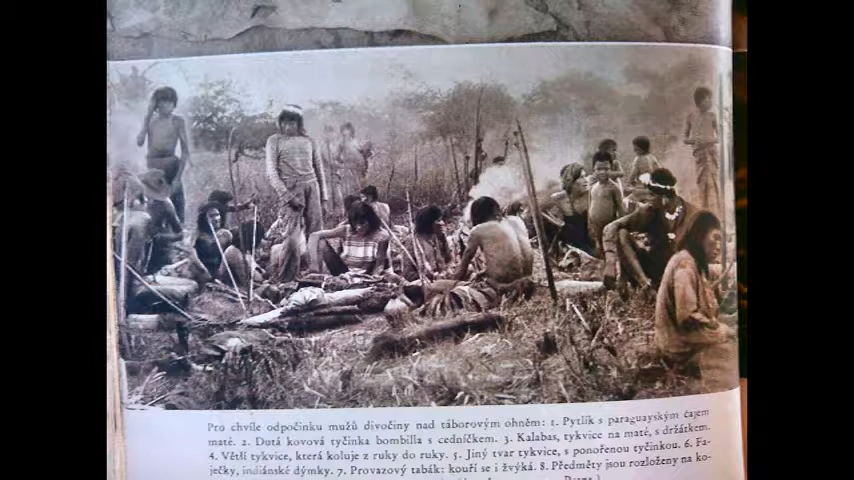 Pro chvíle odpočinku mužů divočiny nad táborovým ohněm: 1. Pytlík s paraguayským čajem
maté. 2. Dutá kovová tyčinka bombilla s cedníčkem. 3. Kalabas, tykvice na maté, s držátkem.
4. Větší tykvice, která koluje z ruky do ruky. 5. Jiný tvar tykvice, s ponořenou tyčinkou. 6. Fa-
ječky, indiánské dýmky. 7. Provazový tabák: kouří se i žvýká. 8. Předměty jsou rozloženy na ko-